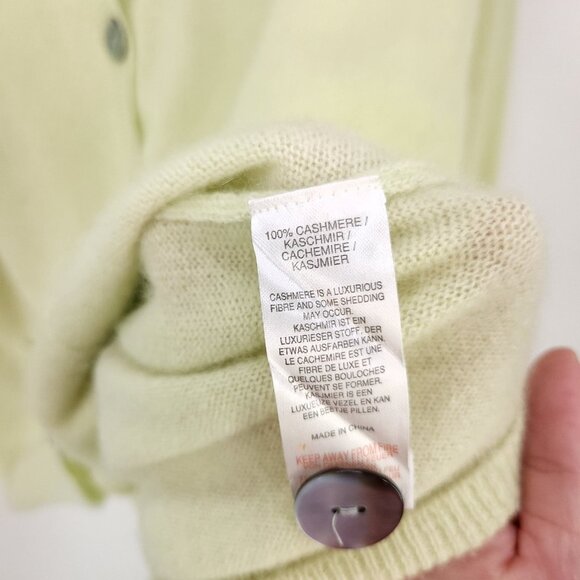 100% CASHMERE /
KASCHMIR /
CACHEMIRE /
KASJMIER
CASHMERE IS A LUXURIOUS
FIBRE AND SOME SHEDDING
MAY OCCUR.
KASCHMIR IST EIN
LUXURIESER STOFF, DER
ETWAS AUSFARBEN KANN.
LE CACHEMIRE EST UNE
FIBRE DE LUXE ET
QUELQUES BOULOCHES
PEUVENT SE FORMER.
KASJMIER IS EEN
LUXUEUZE VEZEL EN KAN
EEN BEETJE PILLEN.
MADE IN CHINA
KEEP AWAY FROM FIRE